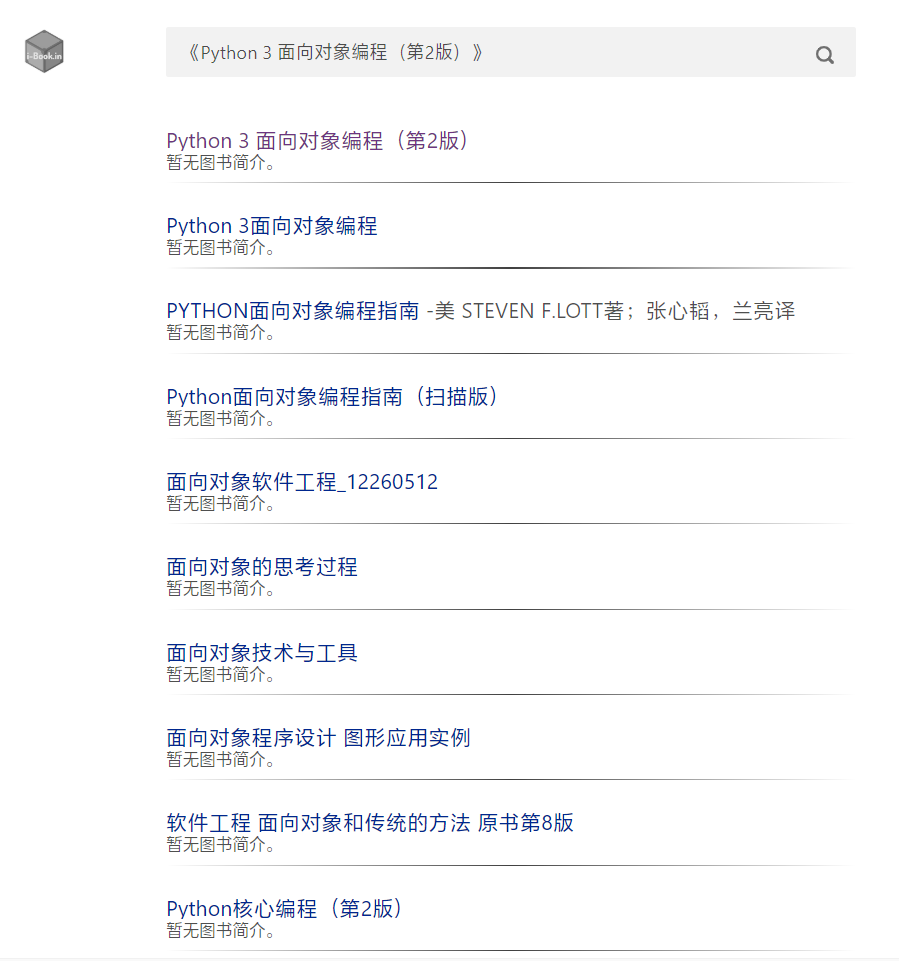 i-Book.in
《Python 3 面向对象编程（第2版）》
Python 3 面向对象编程（第2版）
暂无图书简介。
Python 3面向对象编程
暂无图书简介。
PYTHON面向对象编程指南 -美 STEVEN F.LOTT著；张心韬，兰亮译
暂无图书简介。
Python面向对象编程指南（扫描版）
暂无图书简介。
面向对象软件工程_12260512
暂无图书简介。
面向对象的思考过程
暂无图书简介。
面向对象技术与工具
暂无图书简介。
面向对象程序设计 图形应用实例
暂无图书简介。
软件工程 面向对象和传统的方法 原书第8版
暂无图书简介。
Python核心编程（第2版）
暂无图书简介。